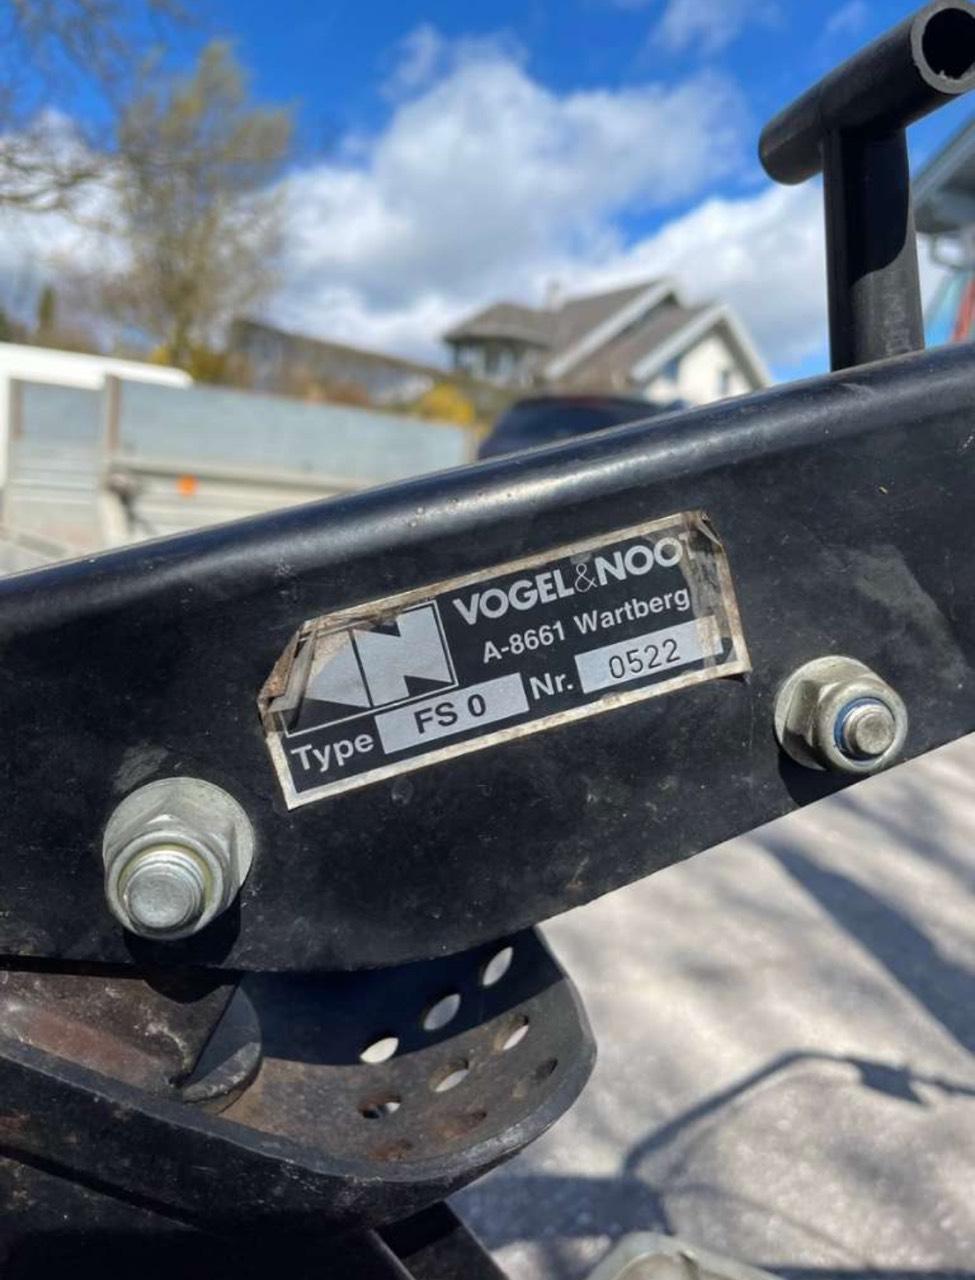 VOGEL&NOOT
A-8661 Wartberg
Type FS 0 Nr. 0522